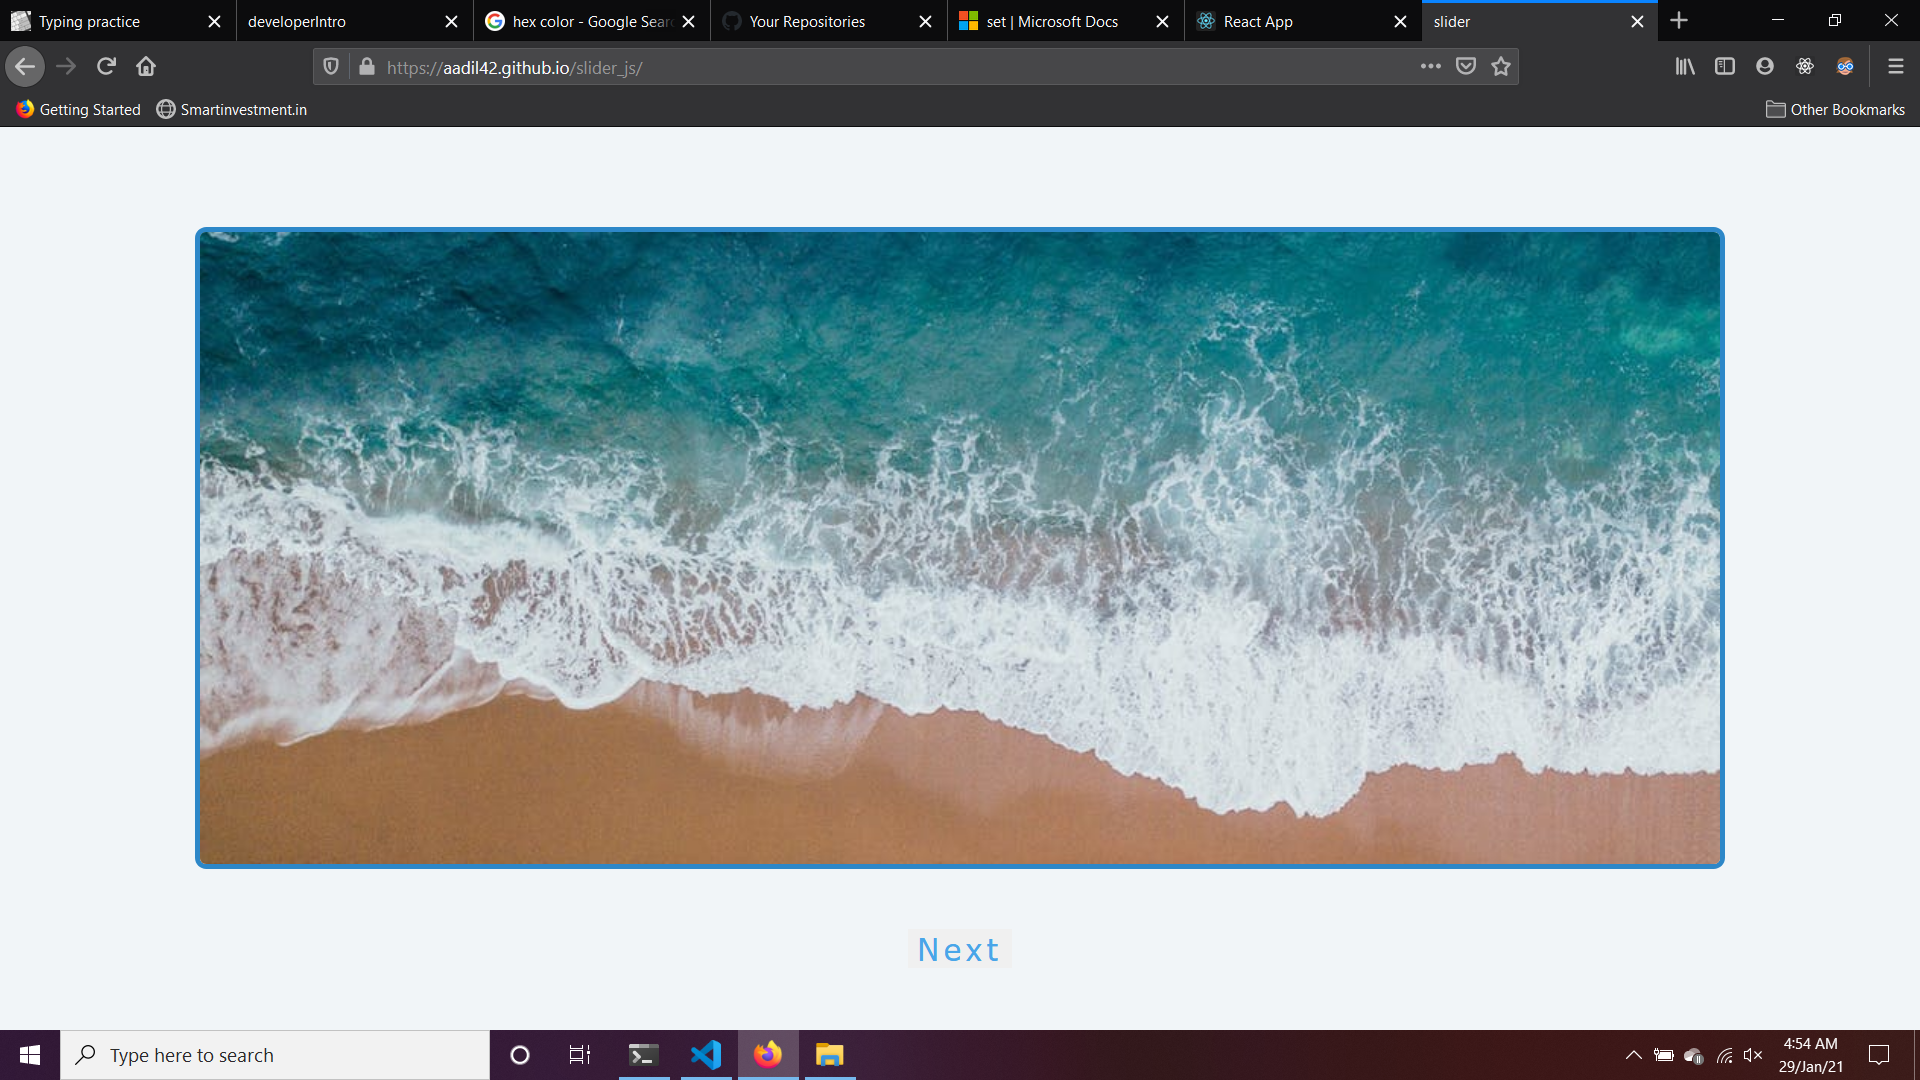 Typing practice
developerIntro
hex color - Google Sear
Your Repositories
set | Microsoft Docs
React App
slider
https://aadil42.github.io/slider_js/
Getting Started
Smartinvestment.in
Other Bookmarks
Next
Type here to search
4:54 AM
29/Jan/21